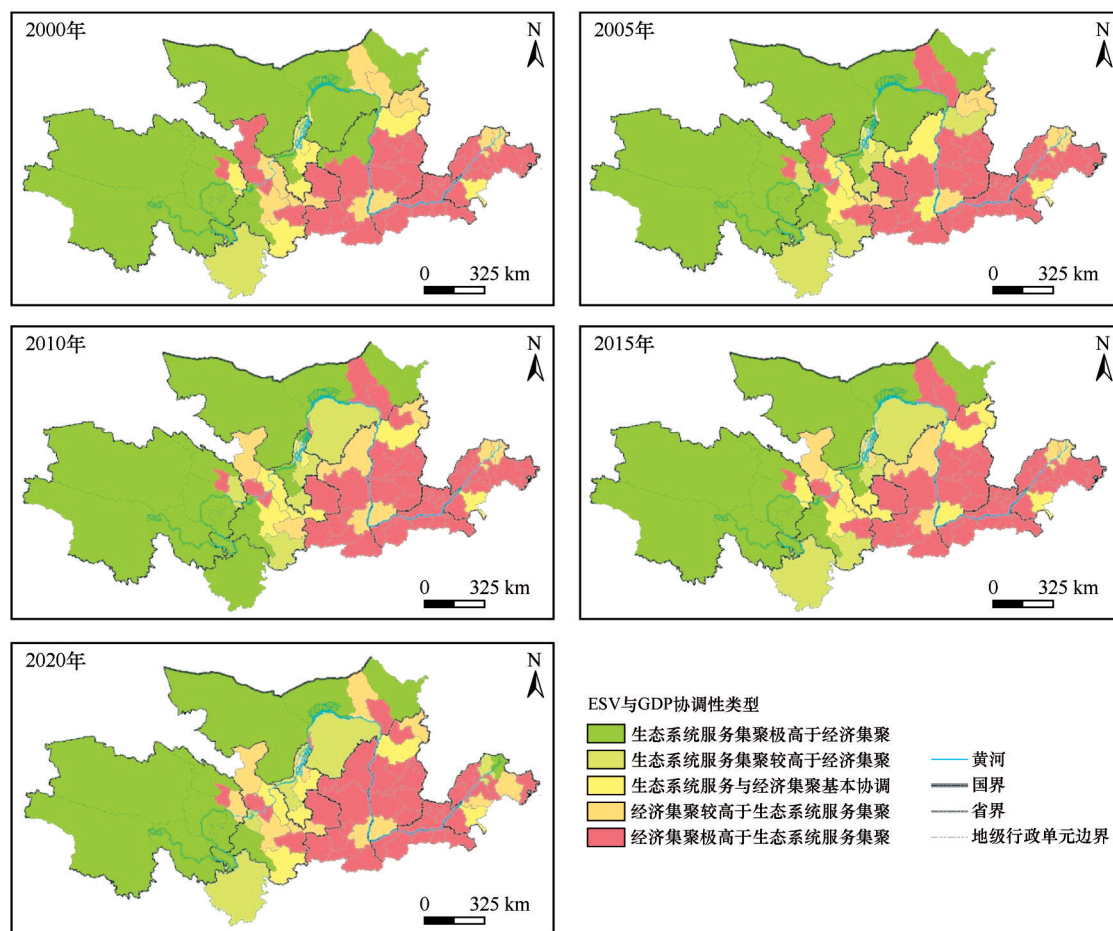 2000年
N
0 325 km
2005年
N
0 325 km
2010年
N
0 325 km
2015年
N
0 325 km
2020年
N
0 325 km
ESV与GDP协调性类型
生态系统服务集聚极高于经济集聚
生态系统服务集聚较高于经济集聚
生态系统服务与经济集聚基本协调
经济集聚较高于生态系统服务集聚
经济集聚极高于生态系统服务集聚
黄河
国界
省界
地级行政单元边界